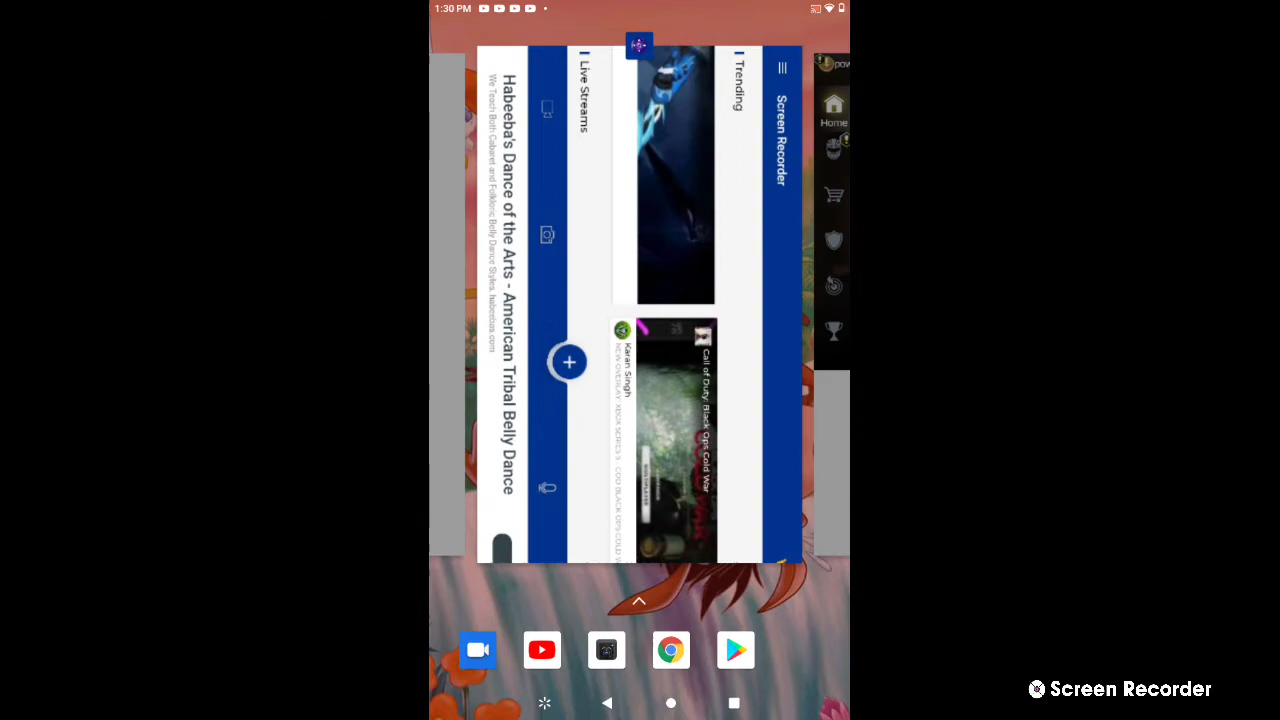 1:30 PM
Screen Recorder
Trending
Call of Duty: Black Ops Cold War
Karan Singh
Live Streams
Habeeba's Dance of the Arts - American Tribal Belly Dance
We Teach Both Cabaret and Folkloric Belly Dance Styles. habeebas.com
pow
Home
Screen Recorder